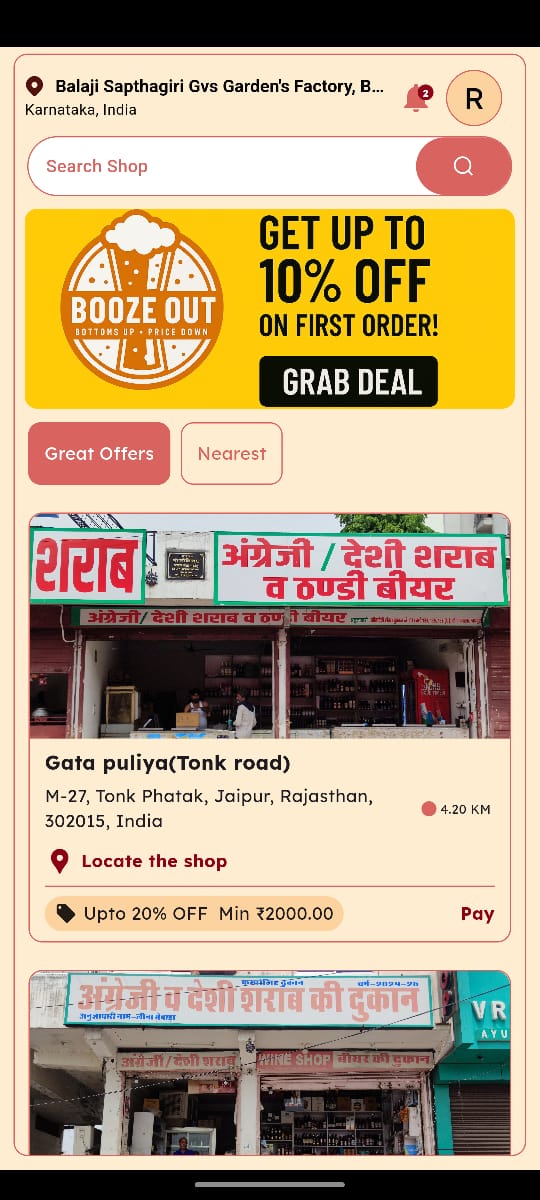 Balaji Sapthagiri Gvs Garden's Factory, B...
Karnataka, India
2
R
Search Shop
BOOZE OUT
BOTTOMS UP • PRICE DOWN
GET UP TO
10% OFF
ON FIRST ORDER!
GRAB DEAL
Great Offers
Nearest
शराब
अंग्रेजी / देशी शराब
व ठण्डी बीयर
अंग्रेजी/ देशी शराब व ठण्डी बीयर
Gata puliya(Tonk road)
M-27, Tonk Phatak, Jaipur, Rajasthan,
302015, India
4.20 KM
Locate the shop
Upto 20% OFF Min ₹2000.00
Pay
अंग्रेजी व देशी शराब की दुकान
अंग्रेजी/देशी शराब
WINE SHOP
बीयर की दुकान
VR
AYU